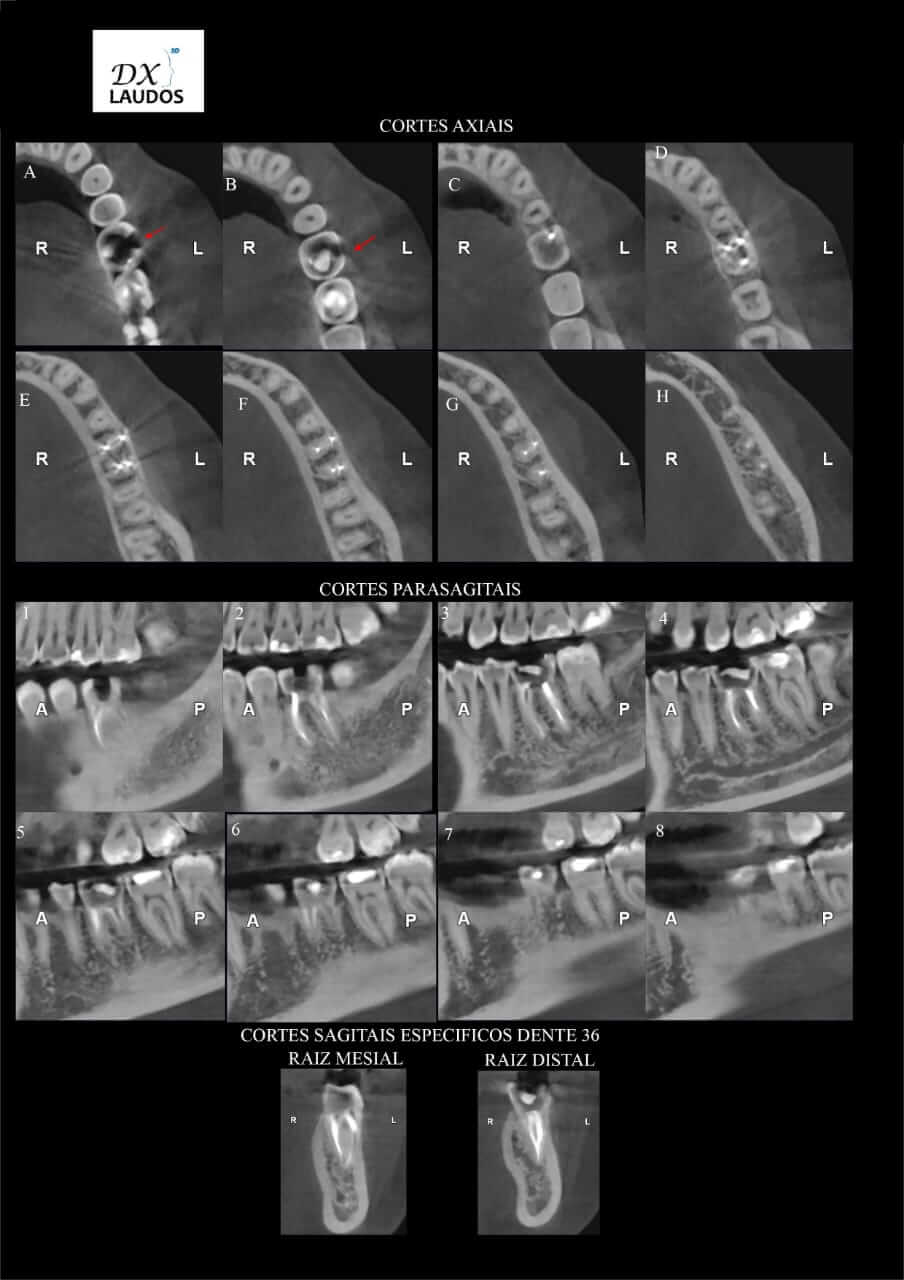 3D
DX
LAUDOS
CORTES AXIAIS
A
B
C
D
R
L
R
L
R
L
R
L
E
F
G
H
R
L
R
L
R
L
R
L
CORTES PARASAGITAIS
1
2
3
4
A
P
A
P
A
P
A
P
5
6
7
8
A
P
A
P
A
P
A
P
CORTES SAGITAIS ESPECIFICOS DENTE 36
RAIZ MESIAL
RAIZ DISTAL
R
L
R
L